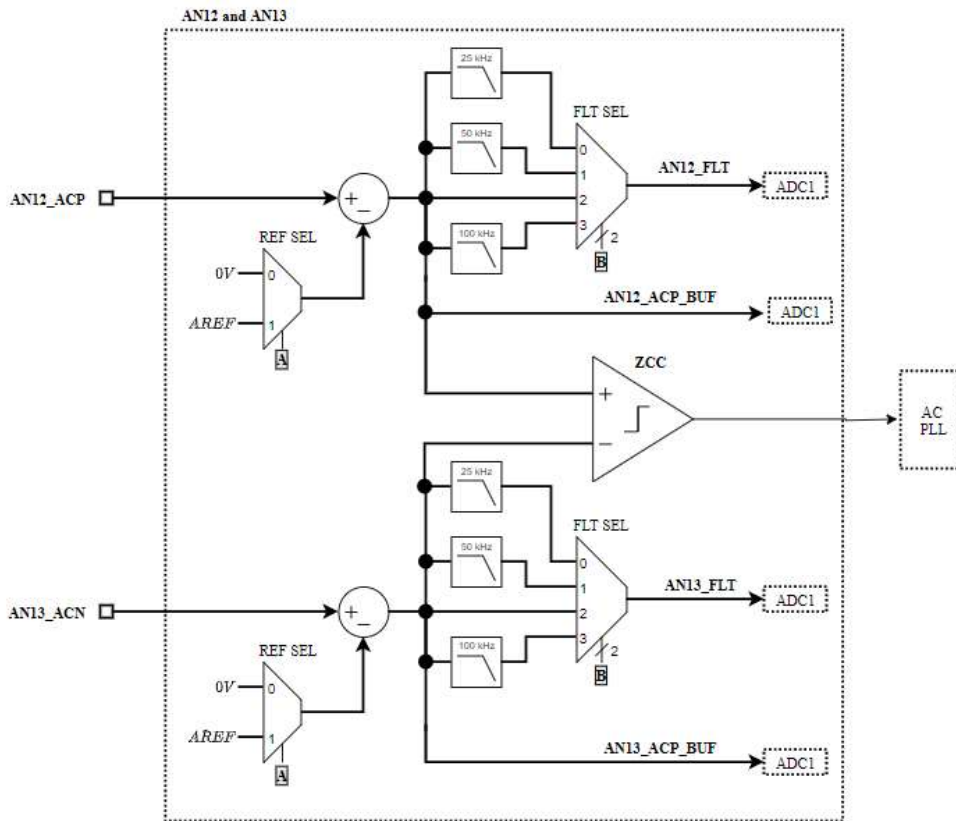 AN12 and AN13
25 kHz
FLT SEL
50 kHz
0
1
2
3
AN12_FLT
ADC1
AN12_ACP
+
−
100 kHz
2
B
REF SEL
0V
0
AREF
1
A
AN12_ACP_BUF
ADC1
ZCC
+
−
AC
PLL
25 kHz
FLT SEL
50 kHz
0
1
2
3
AN13_FLT
ADC1
AN13_ACN
+
−
100 kHz
2
B
REF SEL
0V
0
AREF
1
A
AN13_ACP_BUF
ADC1